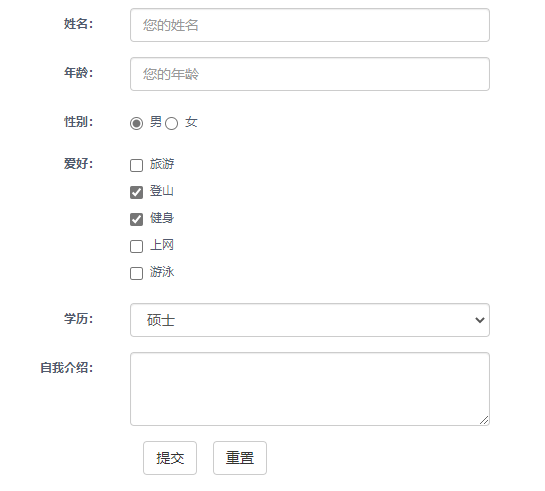 姓名: 您的姓名
年龄: 您的年龄
性别: 男 女
爱好: 旅游
登山
健身
上网
游泳
学历: 硕士
自我介绍:
提交 重置